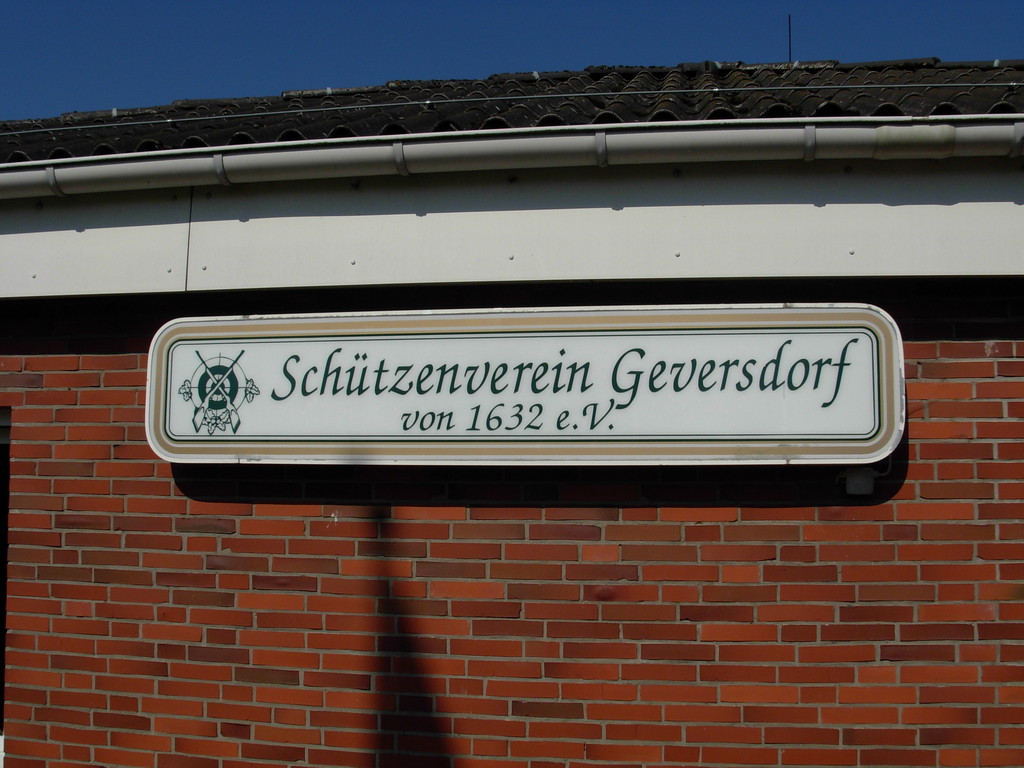 Schützenverein Geversdorf
von 1632 e.V.